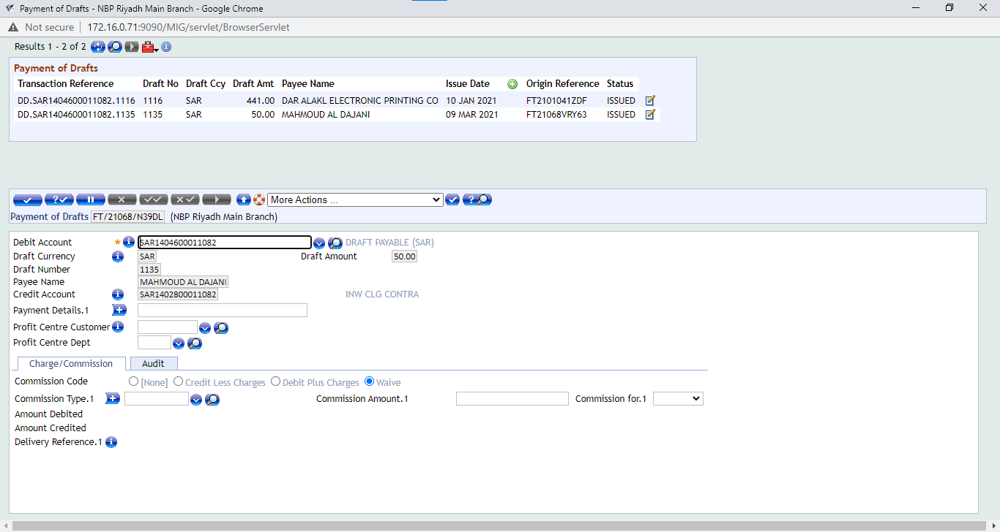 Payment of Drafts - NBP Riyadh Main Branch - Google Chrome
Not secure 172.16.0.71:9090/MIG/servlet/BrowserServlet
Results 1 - 2 of 2
Payment of Drafts
Transaction Reference Draft No Draft Ccy Draft Amt Payee Name Issue Date Origin Reference Status
DD.SAR1404600011082.1116 1116 SAR 441.00 DAR ALAKL ELECTRONIC PRINTING CO 10 JAN 2021 FT2101041ZDF ISSUED
DD.SAR1404600011082.1135 1135 SAR 50.00 MAHMOUD AL DAJANI 09 MAR 2021 FT21068VRY63 ISSUED
More Actions ...
Payment of Drafts FT/21068/N39DL (NBP Riyadh Main Branch)
Debit Account * SAR1404600011082 DRAFT PAYABLE (SAR)
Draft Currency SAR Draft Amount 50.00
Draft Number 1135
Payee Name MAHMOUD AL DAJANI
Credit Account SAR1402800011082 INW CLG CONTRA
Payment Details.1
Profit Centre Customer
Profit Centre Dept
Charge/Commission Audit
Commission Code [None] Credit Less Charges Debit Plus Charges Waive
Commission Type.1 Commission Amount.1 Commission for.1
Amount Debited
Amount Credited
Delivery Reference.1